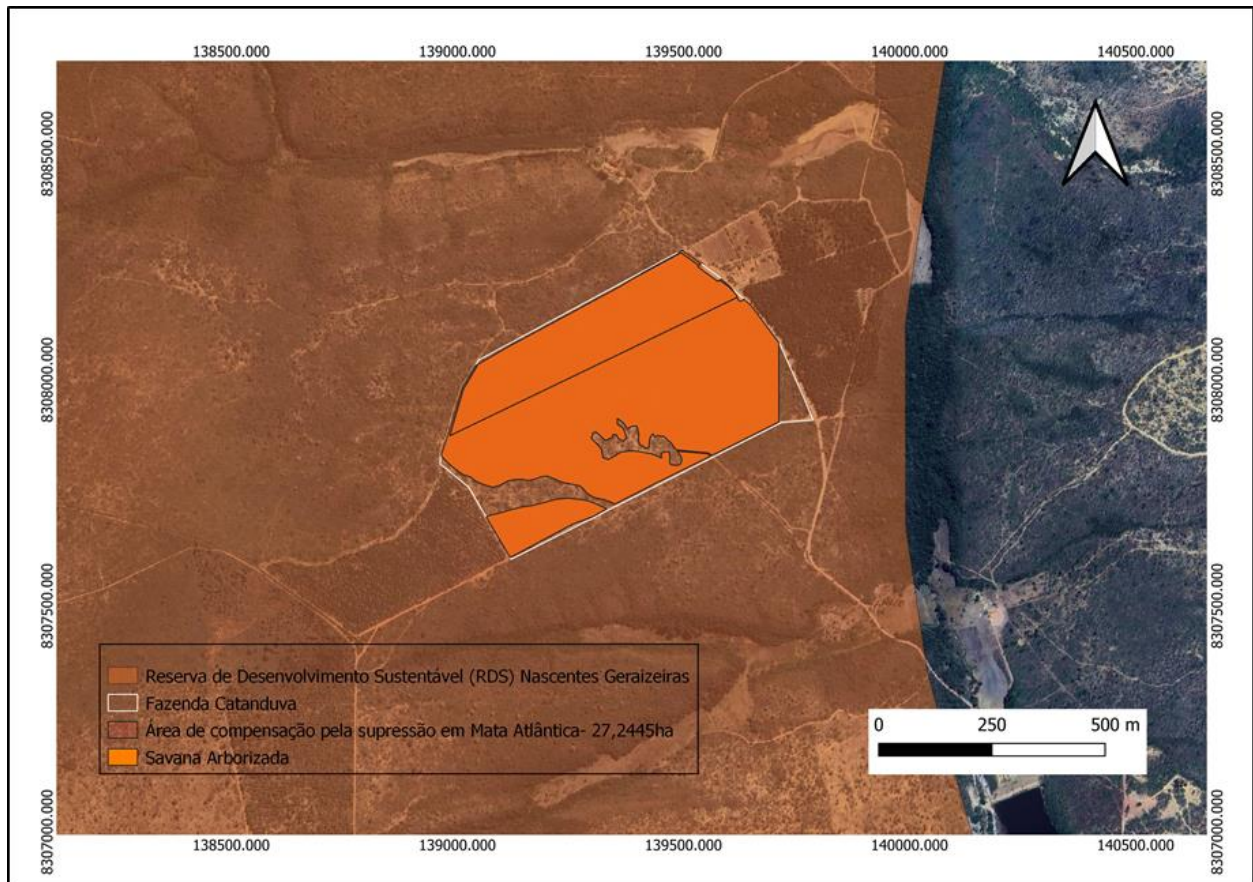 138500.000 139000.000 139500.000 140000.000 140500.000
8308500.000 8308500.000
8308000.000 8308000.000
8307500.000 8307500.000
8307000.000 8307000.000
Reserva de Desenvolvimento Sustentável (RDS) Nascentes Geraizeiras
Fazenda Catanduva
Área de compensação pela supressão em Mata Atlântica- 27,2445ha
Savana Arborizada
0 250 500 m
138500.000 139000.000 139500.000 140000.000 140500.000